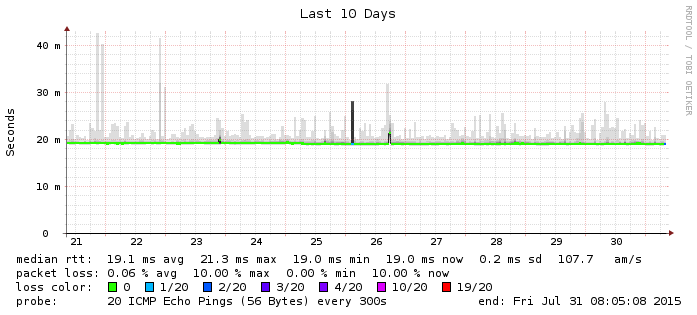 Last 10 Days
RRDTOOL / TOBI OETIKER
Seconds
40 m
30 m
20 m
10 m
0
21 22 23 24 25 26 27 28 29 30
median rtt: 19.1 ms avg 21.3 ms max 19.0 ms min 19.0 ms now 0.2 ms sd 107.7 am/s
packet loss: 0.06 % avg 10.00 % max 0.00 % min 10.00 % now
loss color: 0 1/20 2/20 3/20 4/20 10/20 19/20
probe: 20 ICMP Echo Pings (56 Bytes) every 300s end: Fri Jul 31 08:05:08 2015